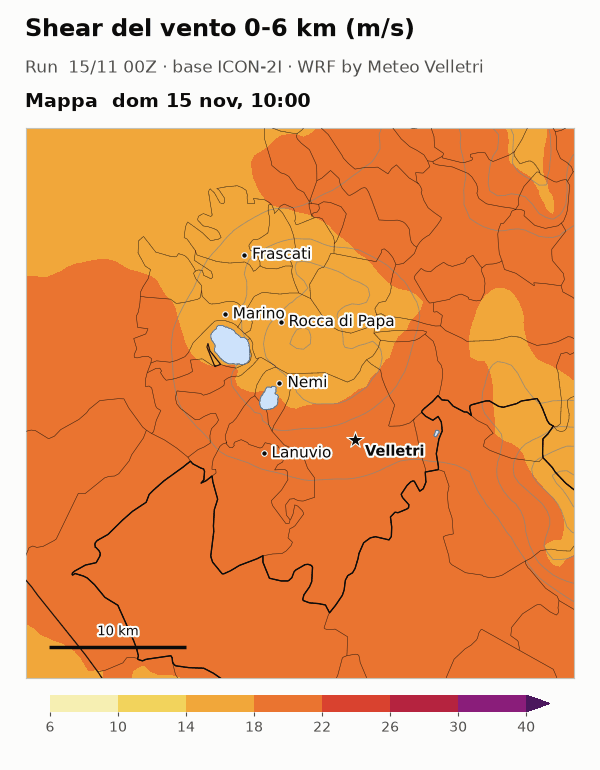 Shear del vento 0-6 km (m/s)
Run  15/11 00Z · base ICON-2I · WRF by Meteo Velletri
Mappa  dom 15 nov, 10:00
Frascati
Marino
Rocca di Papa
Nemi
Velletri
Lanuvio
10 km
6 10 14 18 22 26 30 40